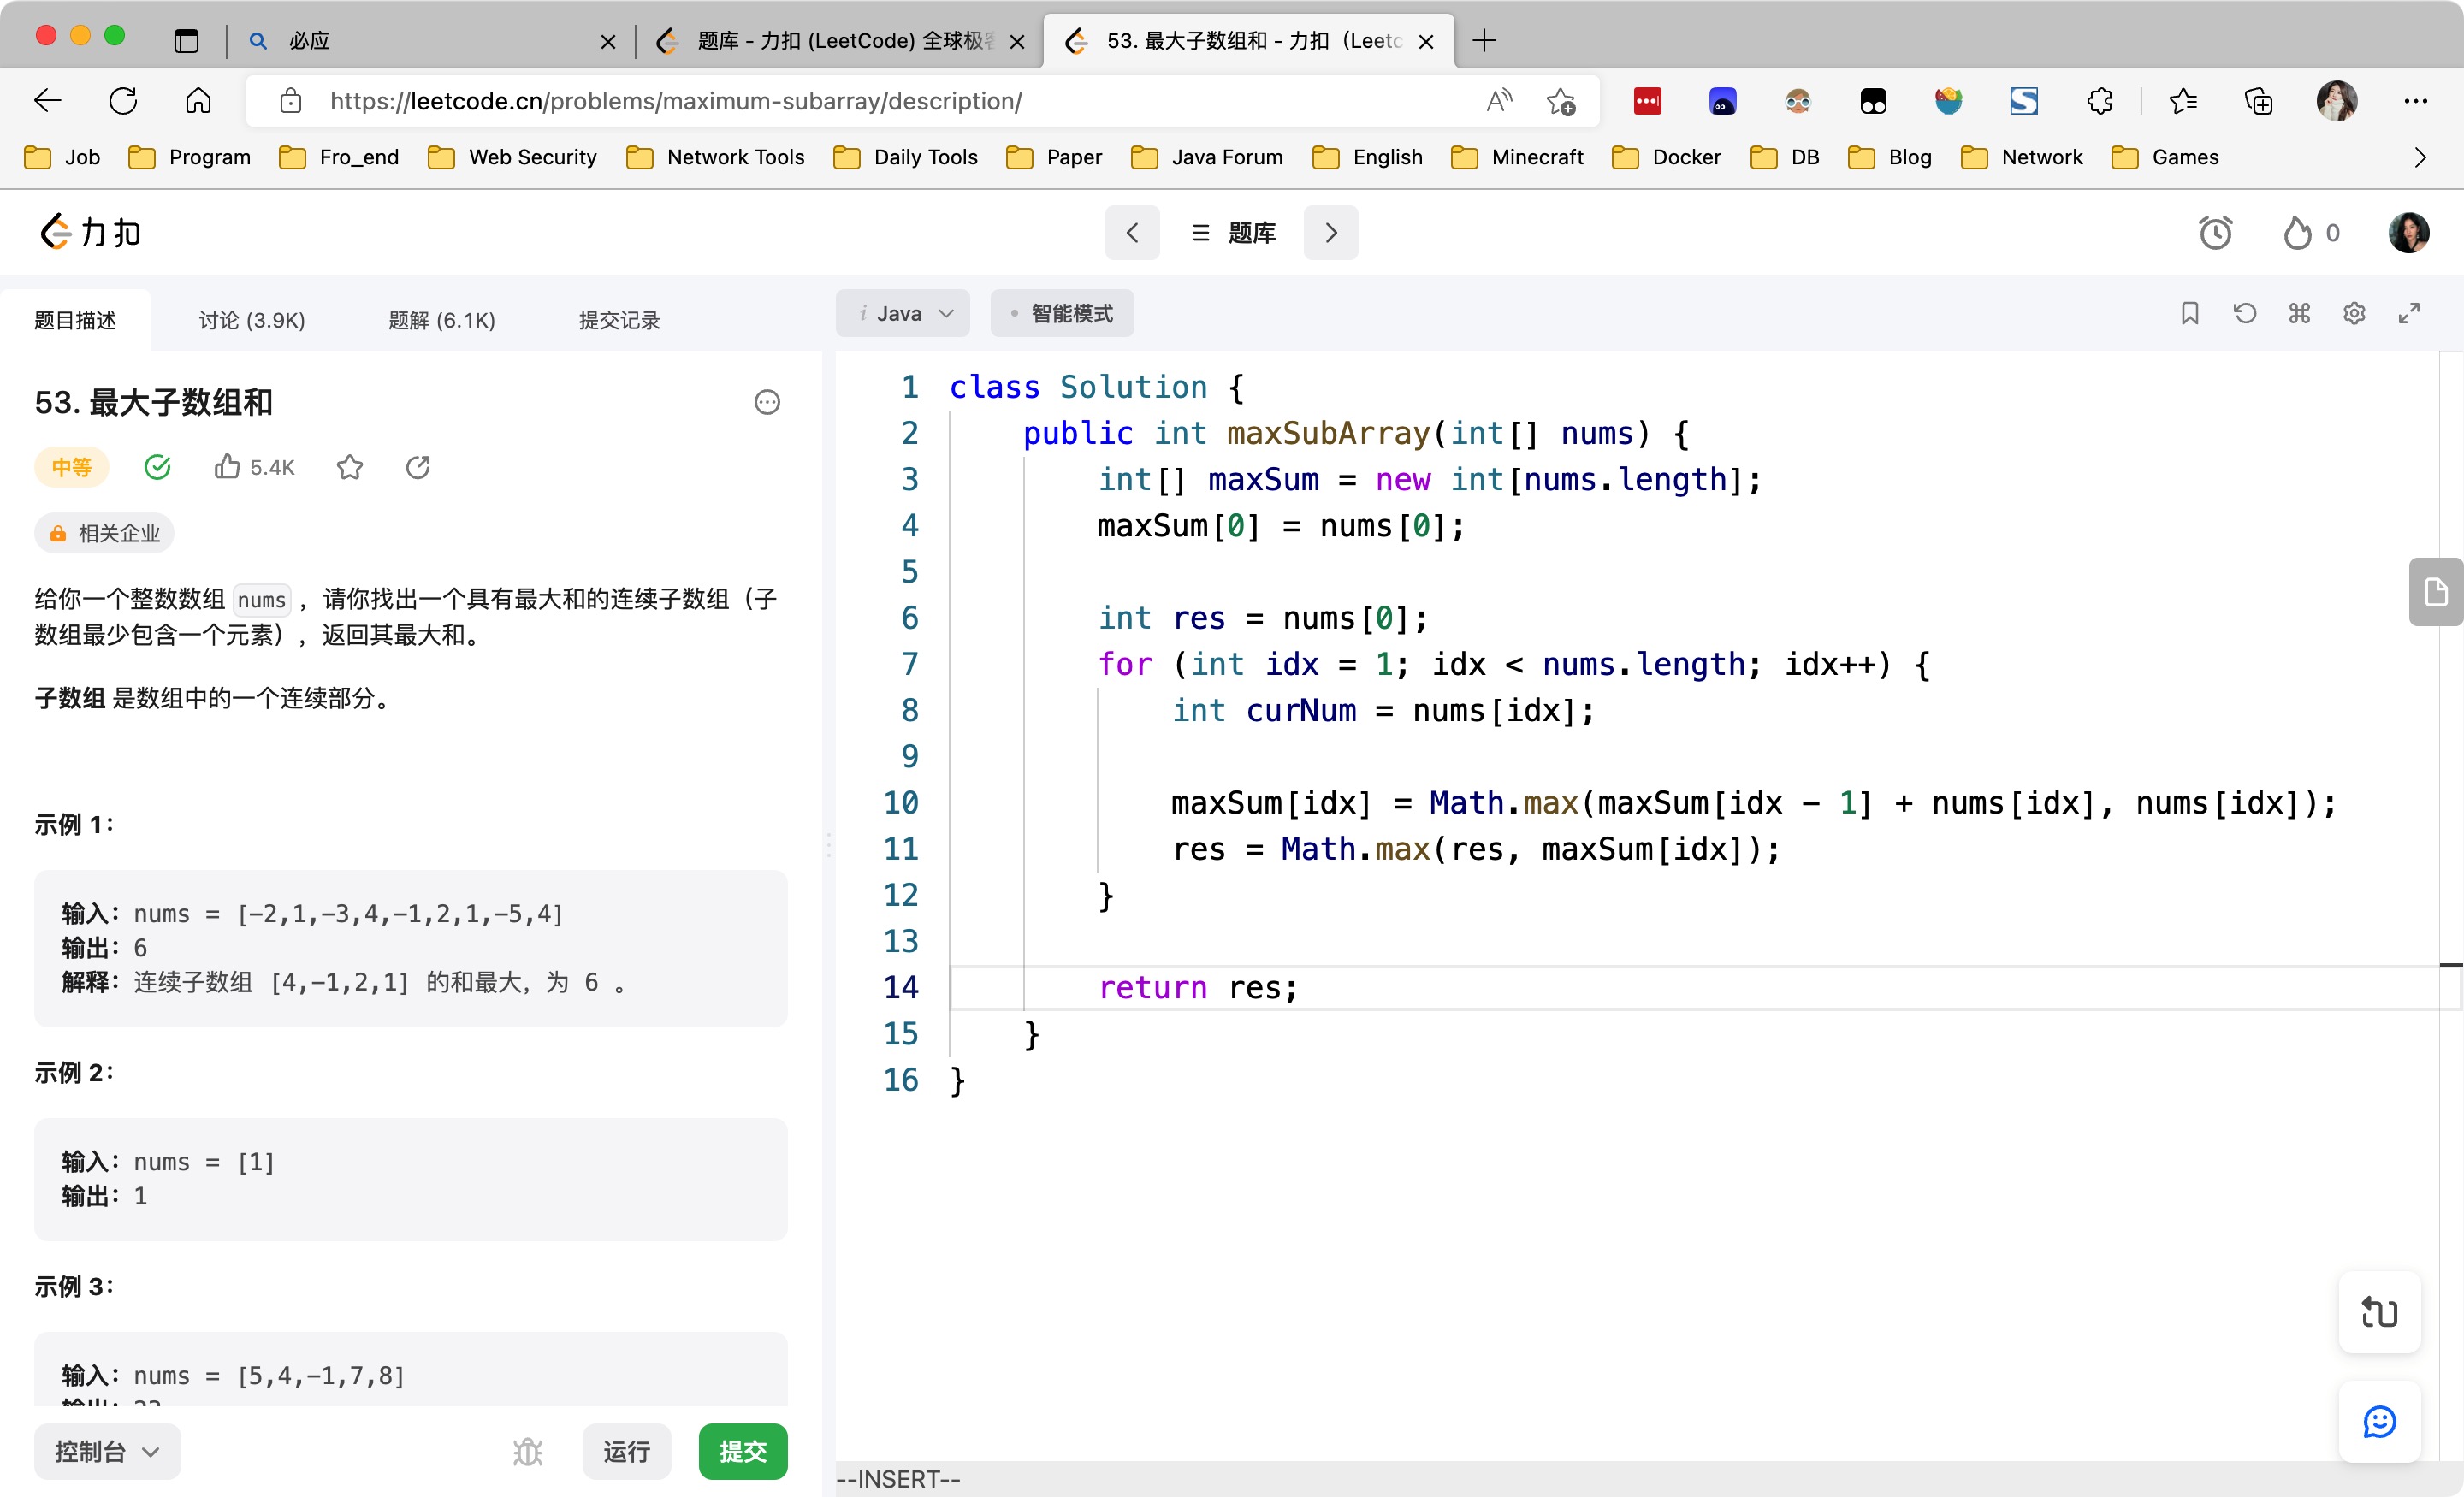 必应
题库 - 力扣 (LeetCode) 全球极客
53. 最大子数组和 - 力扣（Leetc
https://leetcode.cn/problems/maximum-subarray/description/
Job Program Fro_end Web Security Network Tools Daily Tools Paper Java Forum English Minecraft Docker DB Blog Network Games
力扣
题库
0
题目描述 讨论 (3.9K) 题解 (6.1K) 提交记录
53. 最大子数组和
中等 5.4K
相关企业
给你一个整数数组 nums ，请你找出一个具有最大和的连续子数组（子
数组最少包含一个元素），返回其最大和。
子数组 是数组中的一个连续部分。
示例 1：
输入：nums = [-2,1,-3,4,-1,2,1,-5,4]
输出：6
解释：连续子数组 [4,-1,2,1] 的和最大，为 6 。
示例 2：
输入：nums = [1]
输出：1
示例 3：
输入：nums = [5,4,-1,7,8]
输出：23
控制台 运行 提交
i Java 智能模式
1 class Solution {
2 public int maxSubArray(int[] nums) {
3 int[] maxSum = new int[nums.length];
4 maxSum[0] = nums[0];
5
6 int res = nums[0];
7 for (int idx = 1; idx < nums.length; idx++) {
8 int curNum = nums[idx];
9
10 maxSum[idx] = Math.max(maxSum[idx - 1] + nums[idx], nums[idx]);
11 res = Math.max(res, maxSum[idx]);
12 }
13
14 return res;
15 }
16 }
--INSERT--